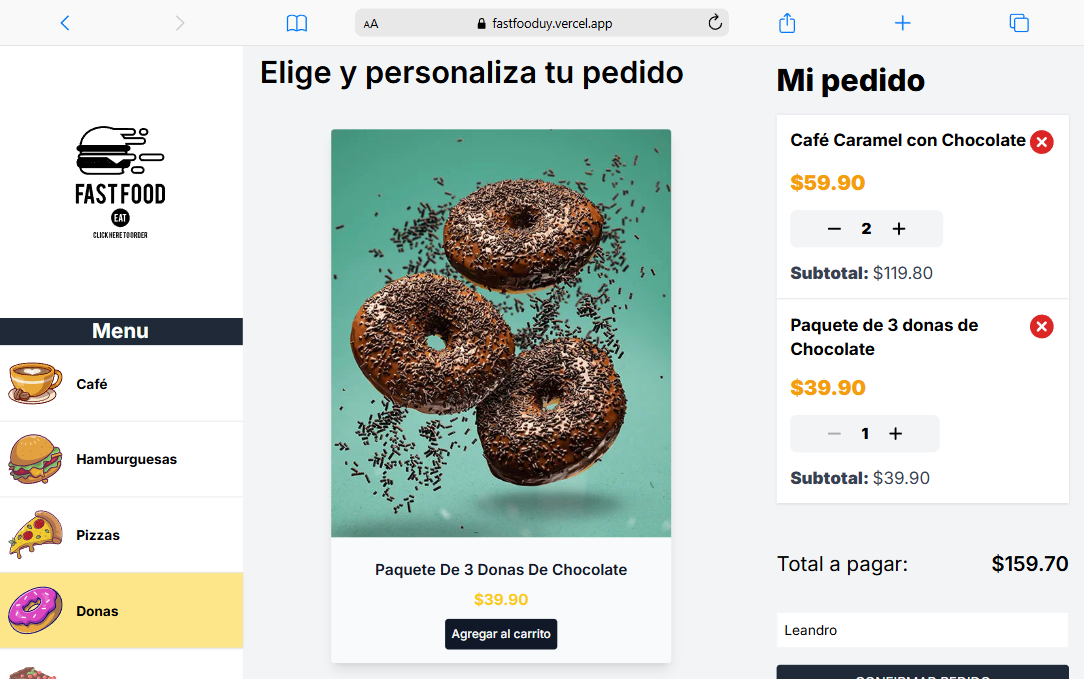 AA
fastfooduy.vercel.app
FAST FOOD
EAT
CLICK HERE TO ORDER
Menu
Café
Hamburguesas
Pizzas
Donas
Elige y personaliza tu pedido
Paquete De 3 Donas De Chocolate
$39.90
Agregar al carrito
Mi pedido
Café Caramel con Chocolate
$59.90
− 2 +
Subtotal: $119.80
Paquete de 3 donas de
Chocolate
$39.90
− 1 +
Subtotal: $39.90
Total a pagar: $159.70
Leandro
CONFIRMAR PEDIDO